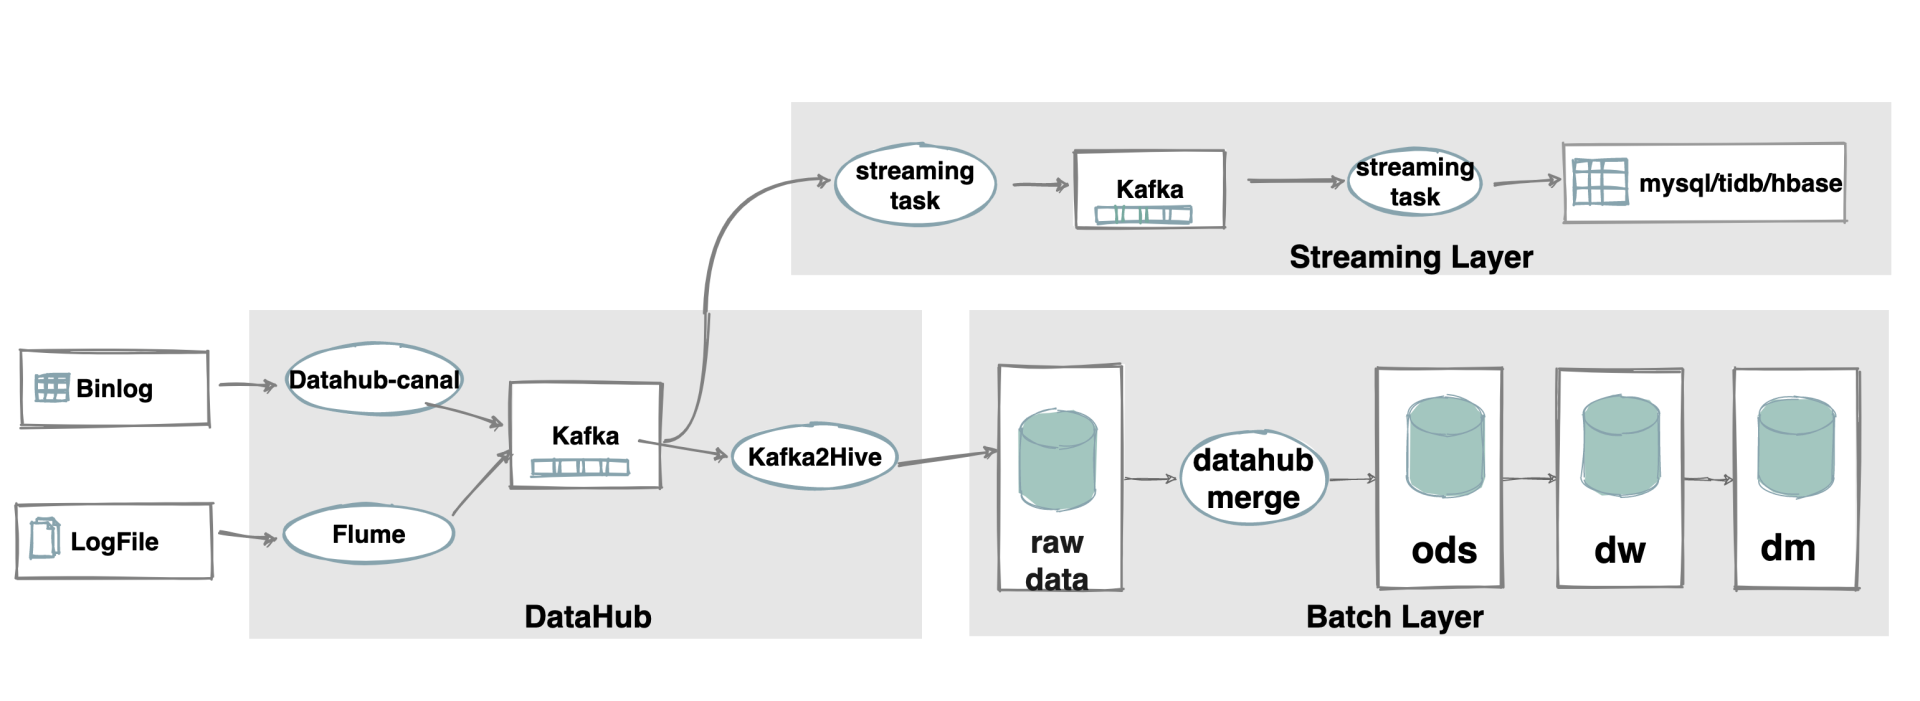 streaming
task
Kafka
streaming
task
mysql/tidb/hbase
Streaming Layer
Binlog
LogFile
Datahub-canal
Flume
Kafka
Kafka2Hive
DataHub
raw
data
datahub
merge
ods
dw
dm
Batch Layer